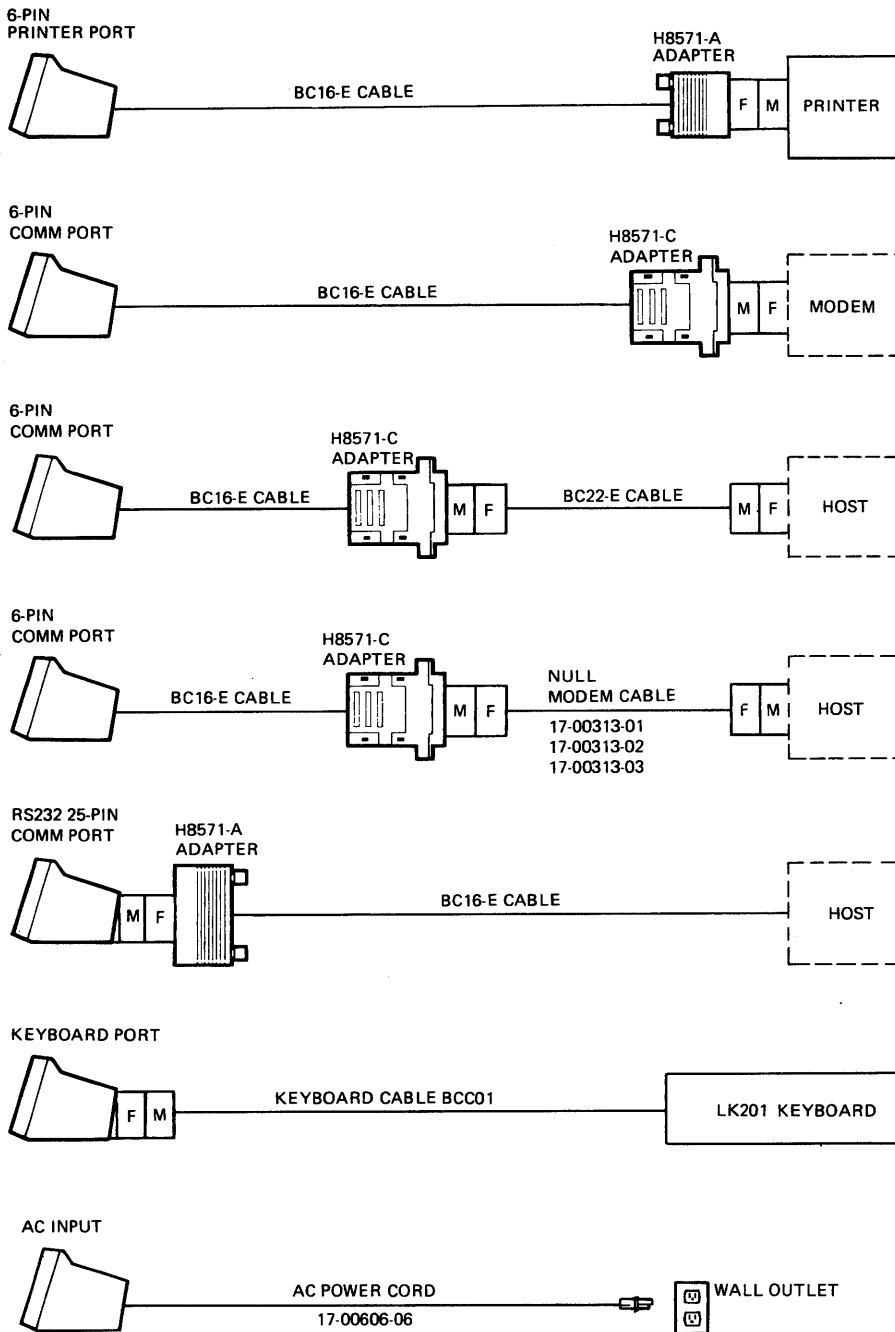 6-PIN
PRINTER PORT
H8571-A
ADAPTER
BC16-E CABLE
F M PRINTER
6-PIN
COMM PORT
H8571-C
ADAPTER
BC16-E CABLE
M F MODEM
6-PIN
COMM PORT
H8571-C
ADAPTER
BC16-E CABLE
M F
BC22-E CABLE
M F HOST
6-PIN
COMM PORT
H8571-C
ADAPTER
BC16-E CABLE
M F
NULL
MODEM CABLE
17-00313-01
17-00313-02
17-00313-03
F M HOST
RS232 25-PIN
COMM PORT
H8571-A
ADAPTER
M F
BC16-E CABLE
HOST
KEYBOARD PORT
F M
KEYBOARD CABLE BCC01
LK201 KEYBOARD
AC INPUT
AC POWER CORD
17-00606-06
WALL OUTLET